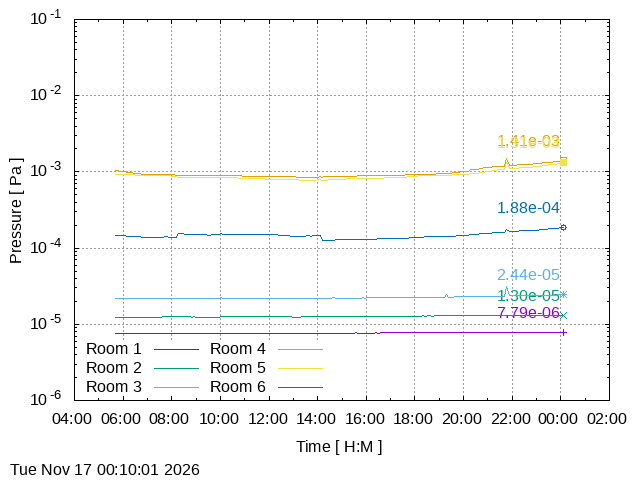 10^-1
10^-2
10^-3
10^-4
10^-5
10^-6
Pressure [ Pa ]
1.41e-03
1.88e-04
2.44e-05
1.30e-05
7.79e-06
Room 1 Room 4
Room 2 Room 5
Room 3 Room 6
04:00 06:00 08:00 10:00 12:00 14:00 16:00 18:00 20:00 22:00 00:00 02:00
Time [ H:M ]
Tue Nov 17 00:10:01 2026